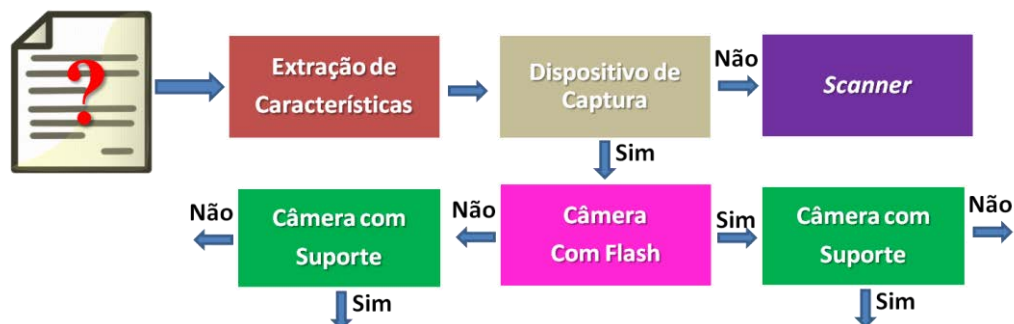 ?
Extração de
Características
Dispositivo de
Captura
Não
Scanner
Sim
Não
Câmera com
Suporte
Não
Câmera
Com Flash
Sim
Câmera com
Suporte
Não
Sim
Sim